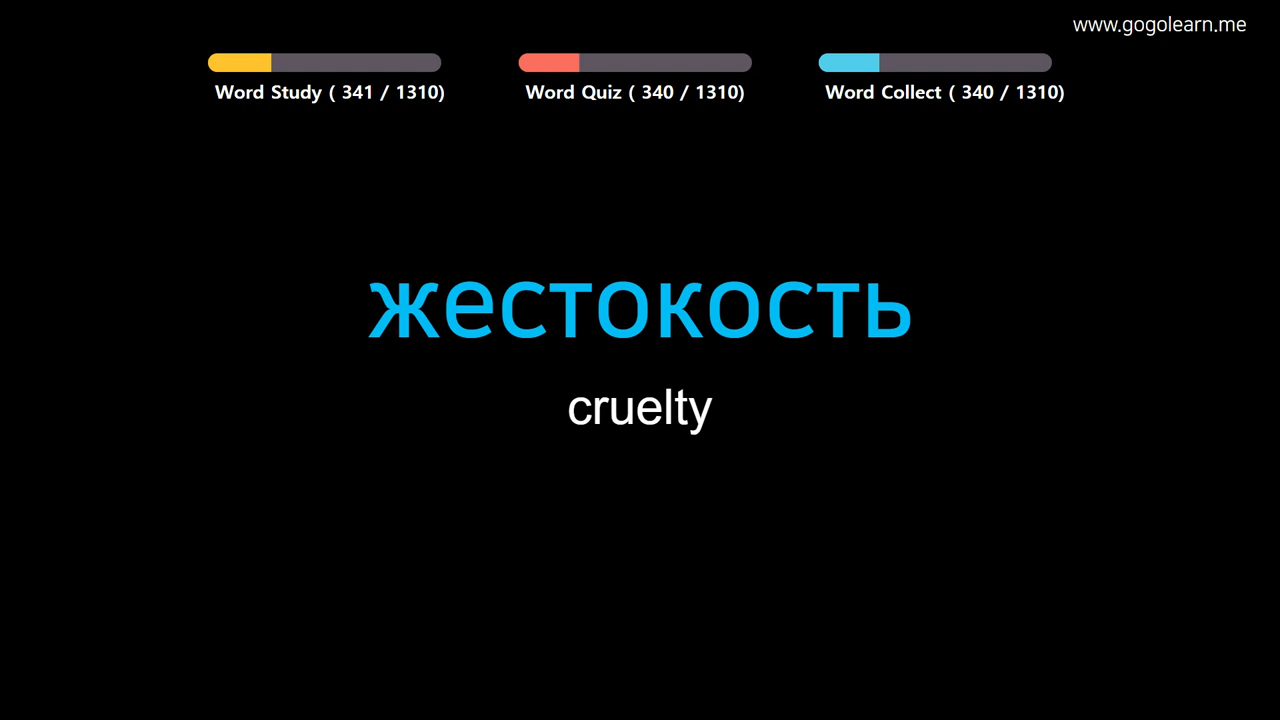 www.gogolearn.me
Word Study ( 341 / 1310)
Word Quiz ( 340 / 1310)
Word Collect ( 340 / 1310)
жестокость
cruelty